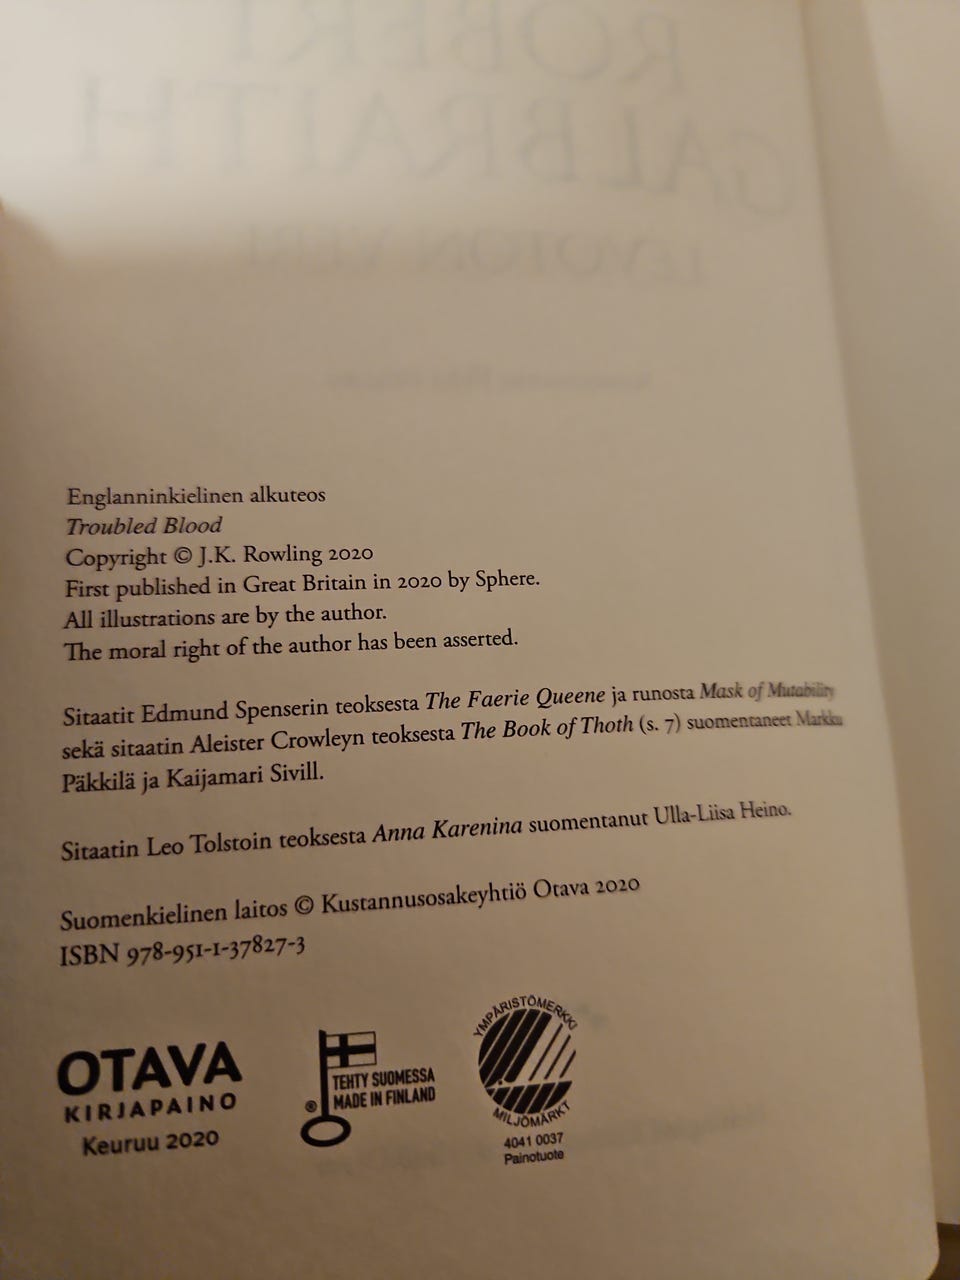 ROBERT
GALBRAITH
LEVOTON VERI
Englanninkielinen alkuteos
Troubled Blood
Copyright © J.K. Rowling 2020
First published in Great Britain in 2020 by Sphere.
All illustrations are by the author.
The moral right of the author has been asserted.
Sitaatit Edmund Spenserin teoksesta The Faerie Queene ja runosta Mask of Mutability
sekä sitaatin Aleister Crowleyn teoksesta The Book of Thoth (s. 7) suomentaneet Markku
Päkkilä ja Kaijamari Sivill.
Sitaatin Leo Tolstoin teoksesta Anna Karenina suomentanut Ulla-Liisa Heino.
Suomenkielinen laitos © Kustannusosakeyhtiö Otava 2020
ISBN 978-951-1-37827-3
OTAVA
KIRJAPAINO
Keuruu 2020
TEHTY SUOMESSA
® MADE IN FINLAND
YMPÄRISTÖMERKKI
MILJÖMÄRKT
4041 0037
Painotuote